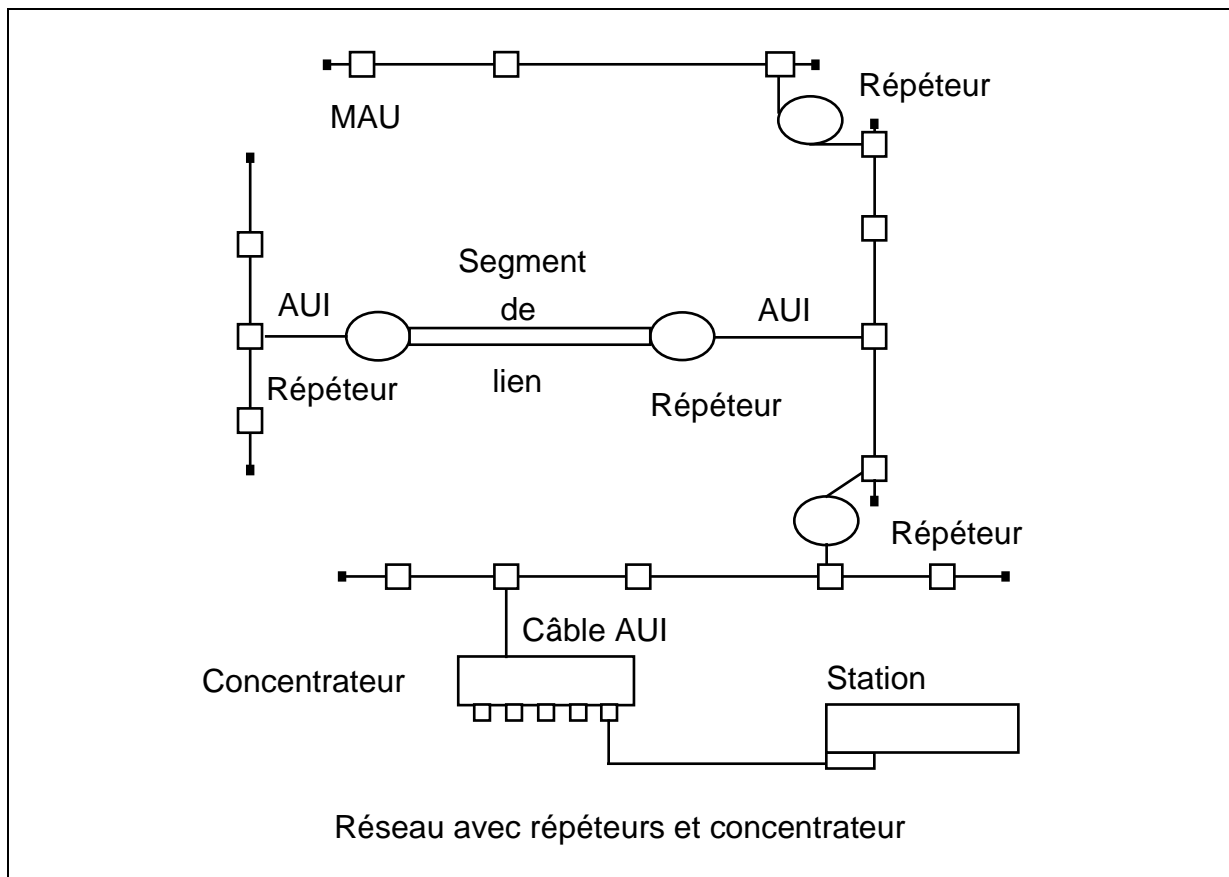 Répéteur
MAU
Segment
de
lien
AUI
AUI
Répéteur
Répéteur
Répéteur
Câble AUI
Concentrateur
Station
Réseau avec répéteurs et concentrateur